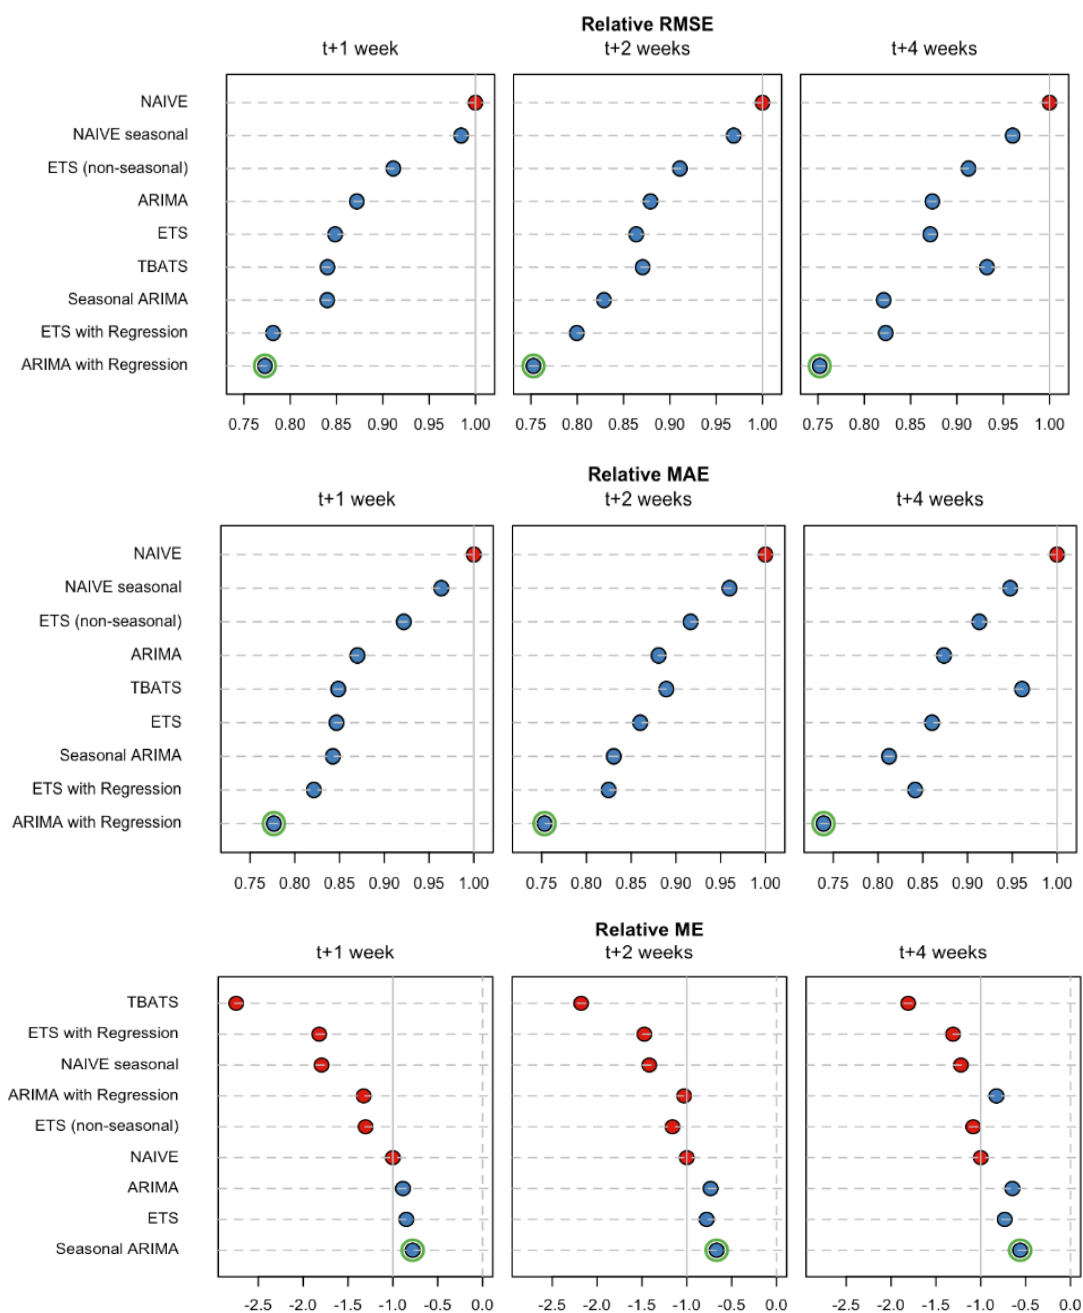 Relative RMSE
t+1 week t+2 weeks t+4 weeks
NAIVE
NAIVE seasonal
ETS (non-seasonal)
ARIMA
ETS
TBATS
Seasonal ARIMA
ETS with Regression
ARIMA with Regression
0.75 0.80 0.85 0.90 0.95 1.00 0.75 0.80 0.85 0.90 0.95 1.00 0.75 0.80 0.85 0.90 0.95 1.00
Relative MAE
t+1 week t+2 weeks t+4 weeks
NAIVE
NAIVE seasonal
ETS (non-seasonal)
ARIMA
TBATS
ETS
Seasonal ARIMA
ETS with Regression
ARIMA with Regression
0.75 0.80 0.85 0.90 0.95 1.00 0.75 0.80 0.85 0.90 0.95 1.00 0.75 0.80 0.85 0.90 0.95 1.00
Relative ME
t+1 week t+2 weeks t+4 weeks
TBATS
ETS with Regression
NAIVE seasonal
ARIMA with Regression
ETS (non-seasonal)
NAIVE
ARIMA
ETS
Seasonal ARIMA
-2.5 -2.0 -1.5 -1.0 -0.5 0.0 -2.5 -2.0 -1.5 -1.0 -0.5 0.0 -2.5 -2.0 -1.5 -1.0 -0.5 0.0